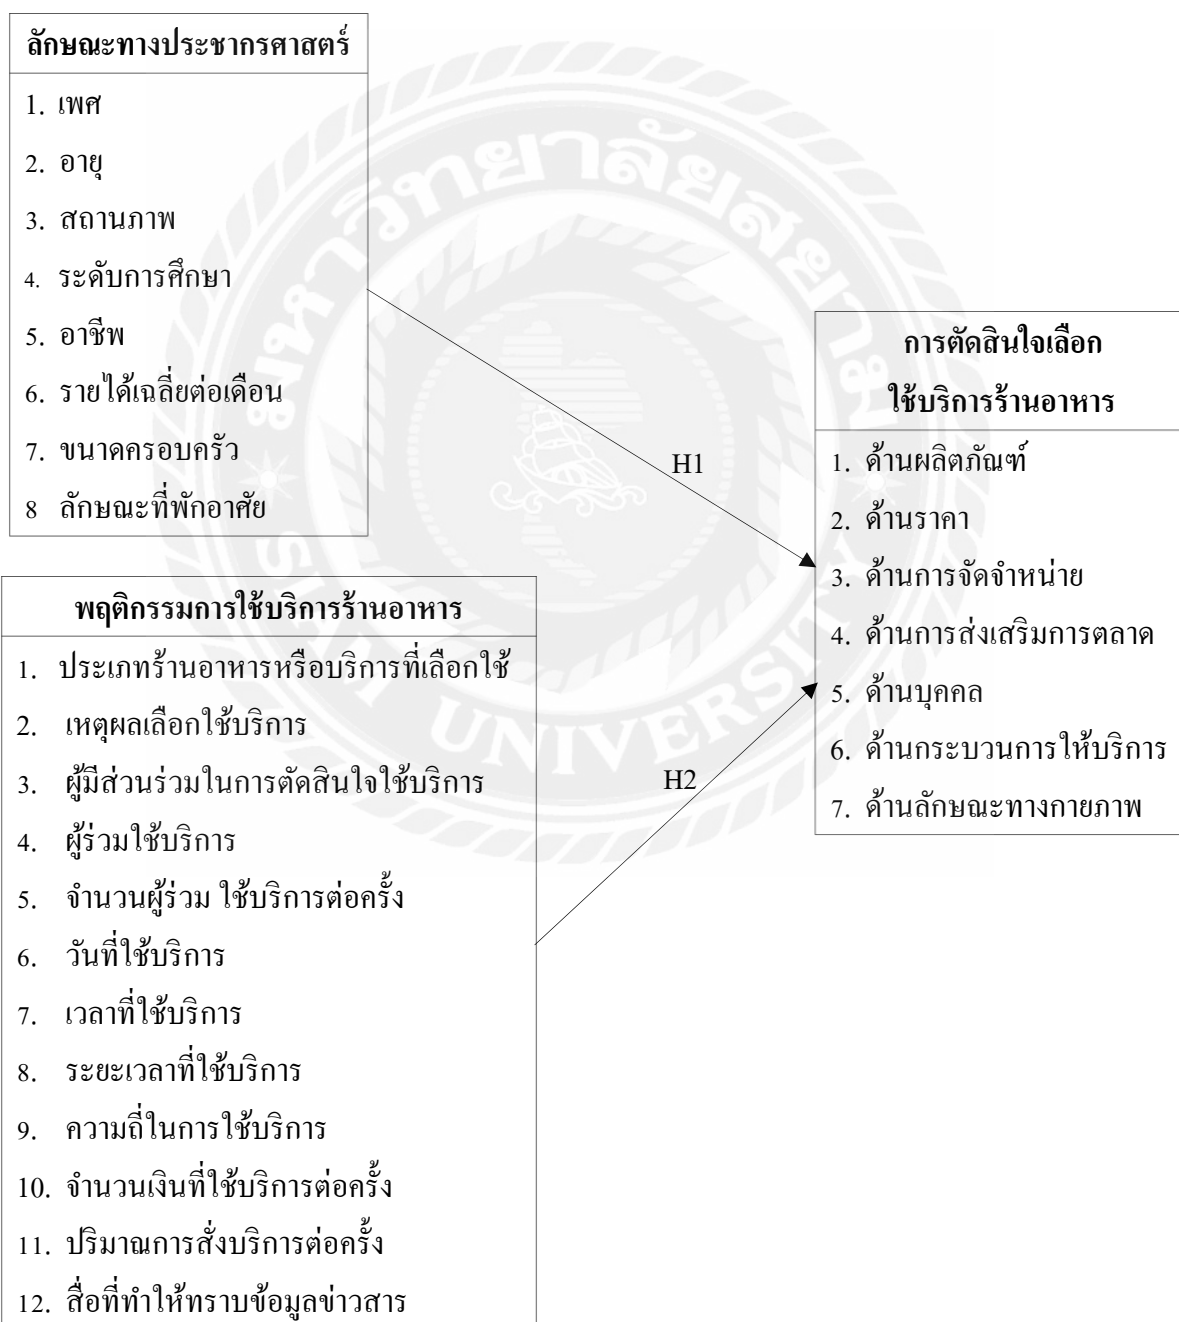 ลักษณะทางประชากรศาสตร์
1. เพศ
2. อายุ
3. สถานภาพ
4. ระดับการศึกษา
5. อาชีพ
6. รายได้เฉลี่ยต่อเดือน
7. ขนาดครอบครัว
8 ลักษณะที่พักอาศัย
H1
การตัดสินใจเลือก
ใช้บริการร้านอาหาร
1. ด้านผลิตภัณฑ์
2. ด้านราคา
3. ด้านการจัดจำหน่าย
4. ด้านการส่งเสริมการตลาด
5. ด้านบุคคล
6. ด้านกระบวนการให้บริการ
7. ด้านลักษณะทางกายภาพ
พฤติกรรมการใช้บริการร้านอาหาร
1. ประเภทร้านอาหารหรือบริการที่เลือกใช้
2. เหตุผลเลือกใช้บริการ
3. ผู้มีส่วนร่วมในการตัดสินใจใช้บริการ
4. ผู้ร่วมใช้บริการ
5. จำนวนผู้ร่วม ใช้บริการต่อครั้ง
6. วันที่ใช้บริการ
7. เวลาที่ใช้บริการ
8. ระยะเวลาที่ใช้บริการ
9. ความถี่ในการใช้บริการ
10. จำนวนเงินที่ใช้บริการต่อครั้ง
11. ปริมาณการสั่งบริการต่อครั้ง
12. สื่อที่ทำให้ทราบข้อมูลข่าวสาร
H2
มหาวิทยาลัยสยาม
SIAM UNIVERSITY